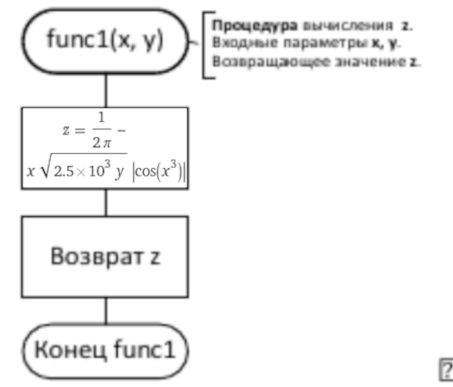 func1(x, y)
Процедура вычисления z.
Входные параметры x, y.
Возвращающее значение z.
z = 1/(2π) −
x √(2.5×10³ y) |cos(x³)|
Возврат z
Конец func1
?